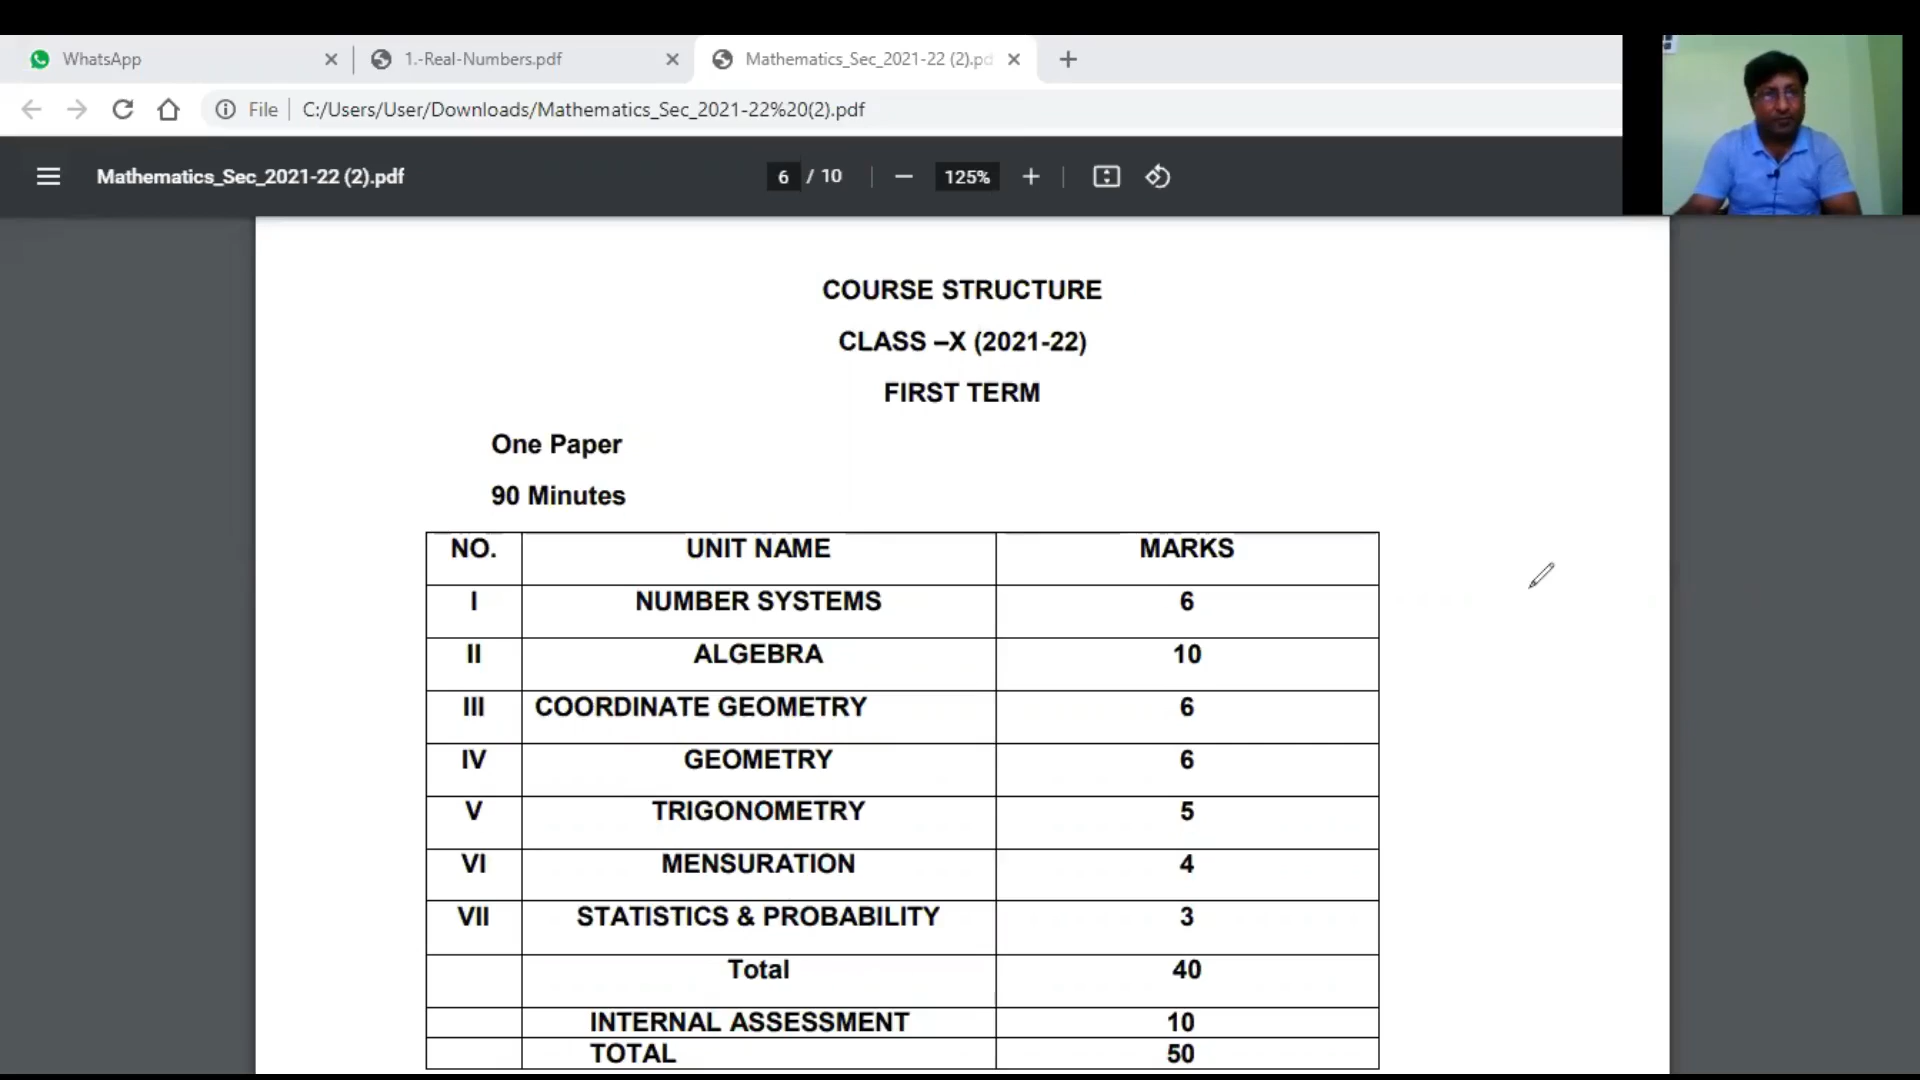 WhatsApp
1.-Real-Numbers.pdf
Mathematics_Sec_2021-22 (2).pd
File
C:/Users/User/Downloads/Mathematics_Sec_2021-22%20(2).pdf
Mathematics_Sec_2021-22 (2).pdf
6 / 10
125%
COURSE STRUCTURE
CLASS –X (2021-22)
FIRST TERM
One Paper
90 Minutes
NO. UNIT NAME MARKS
I NUMBER SYSTEMS 6
II ALGEBRA 10
III COORDINATE GEOMETRY 6
IV GEOMETRY 6
V TRIGONOMETRY 5
VI MENSURATION 4
VII STATISTICS & PROBABILITY 3
Total 40
INTERNAL ASSESSMENT 10
TOTAL 50